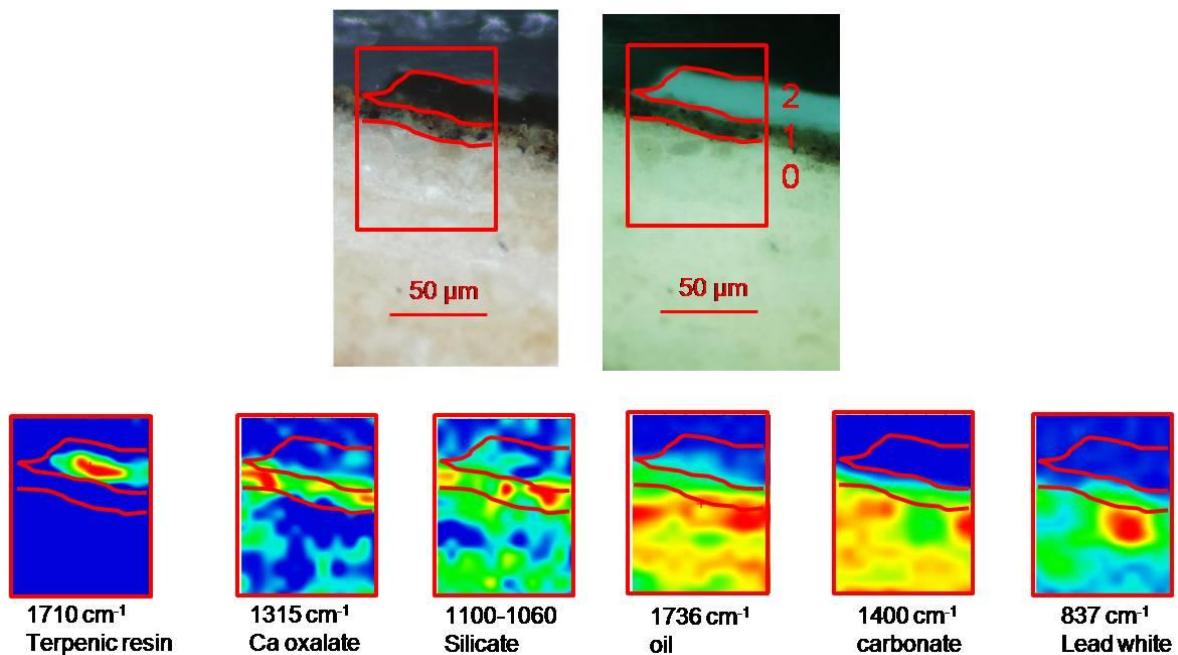 2
1
0
50 µm
50 µm
1710 cm-1
Terpenic resin
1315 cm-1
Ca oxalate
1100-1060
Silicate
1736 cm-1
oil
1400 cm-1
carbonate
837 cm-1
Lead white